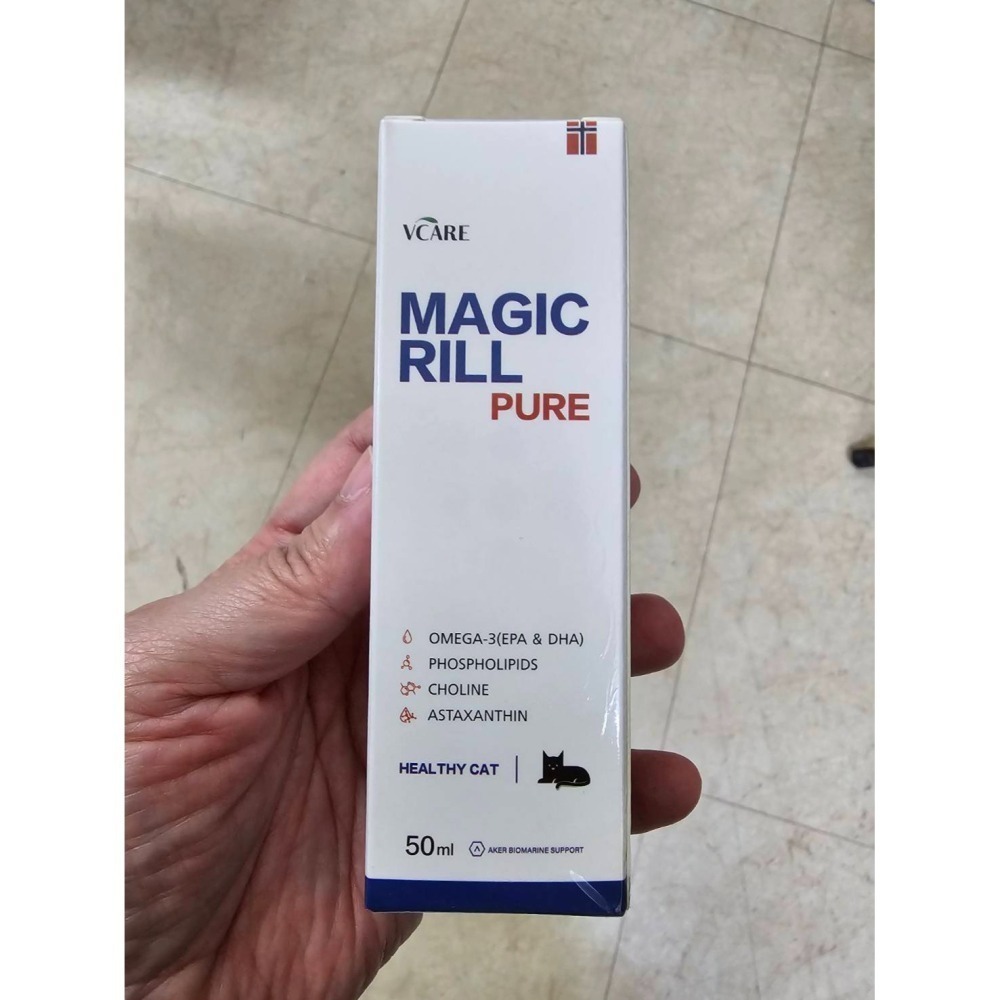 VCARE
MAGIC
RILL
PURE
OMEGA-3(EPA & DHA)
PHOSPHOLIPIDS
CHOLINE
ASTAXANTHIN
HEALTHY CAT
50ml AKER BIOMARINE SUPPORT